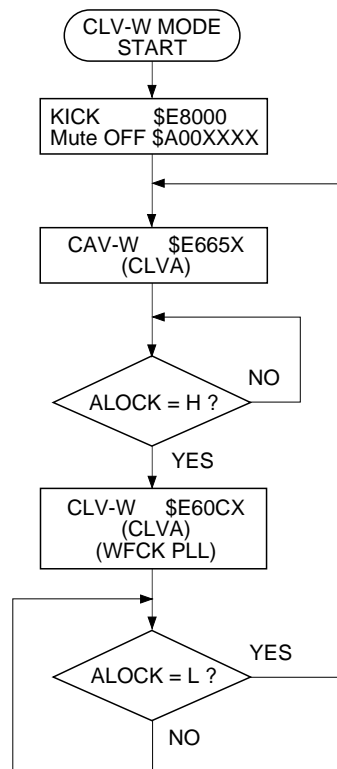 CLV-W MODE
START
KICK $E8000
Mute OFF $A00XXXX
CAV-W $E665X
(CLVA)
NO
ALOCK = H ?
YES
CLV-W $E60CX
(CLVA)
(WFCK PLL)
YES
ALOCK = L ?
NO